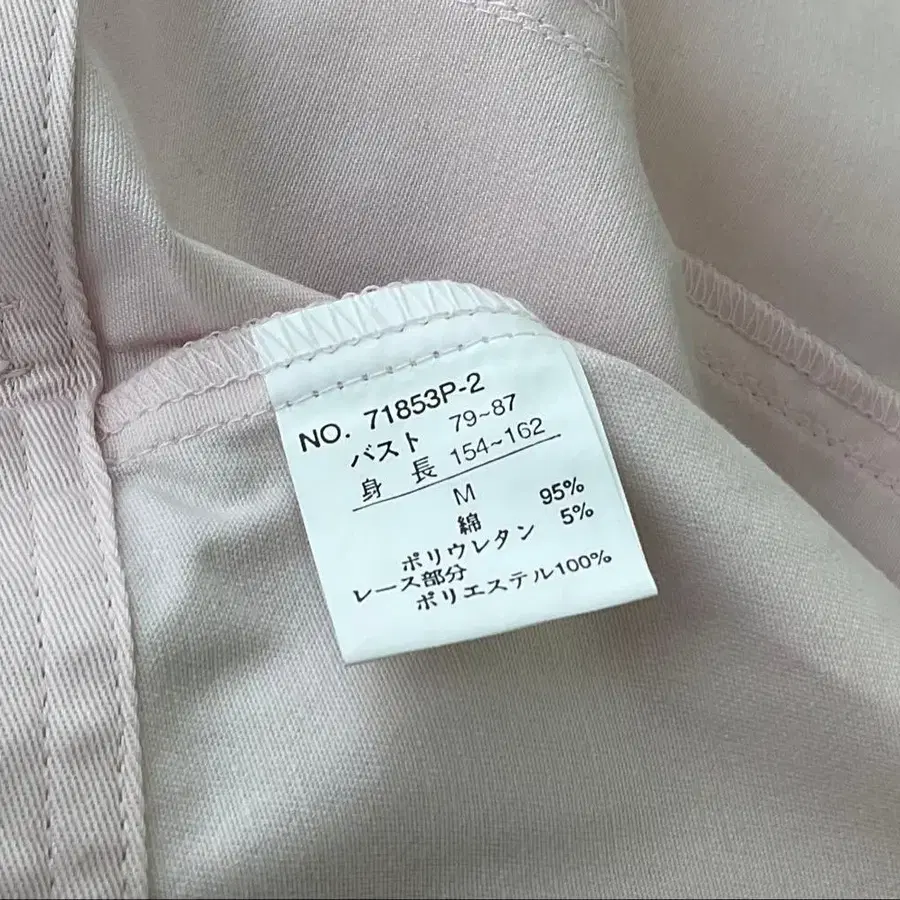 NO. 71853P-2
バスト 79~87
身長 154~162
M
綿 95%
ポリウレタン 5%
レース部分
ポリエステル100%